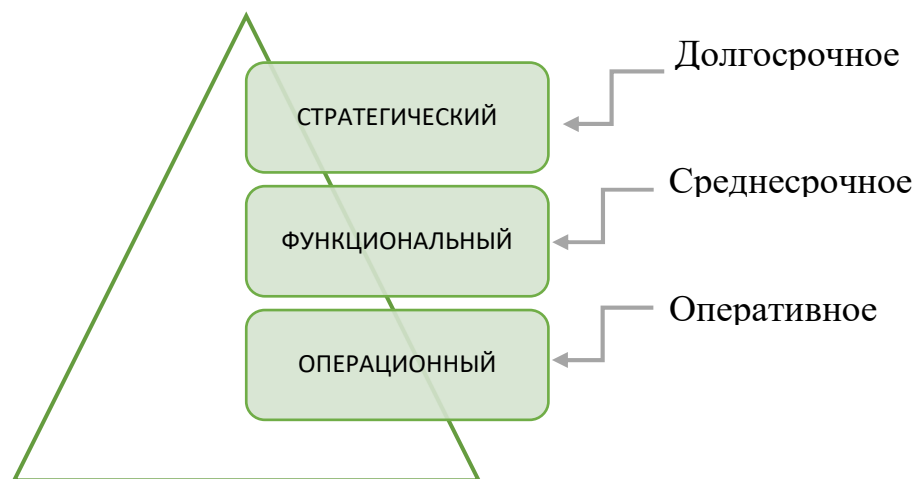 Долгосрочное
СТРАТЕГИЧЕСКИЙ
Среднесрочное
ФУНКЦИОНАЛЬНЫЙ
Оперативное
ОПЕРАЦИОННЫЙ